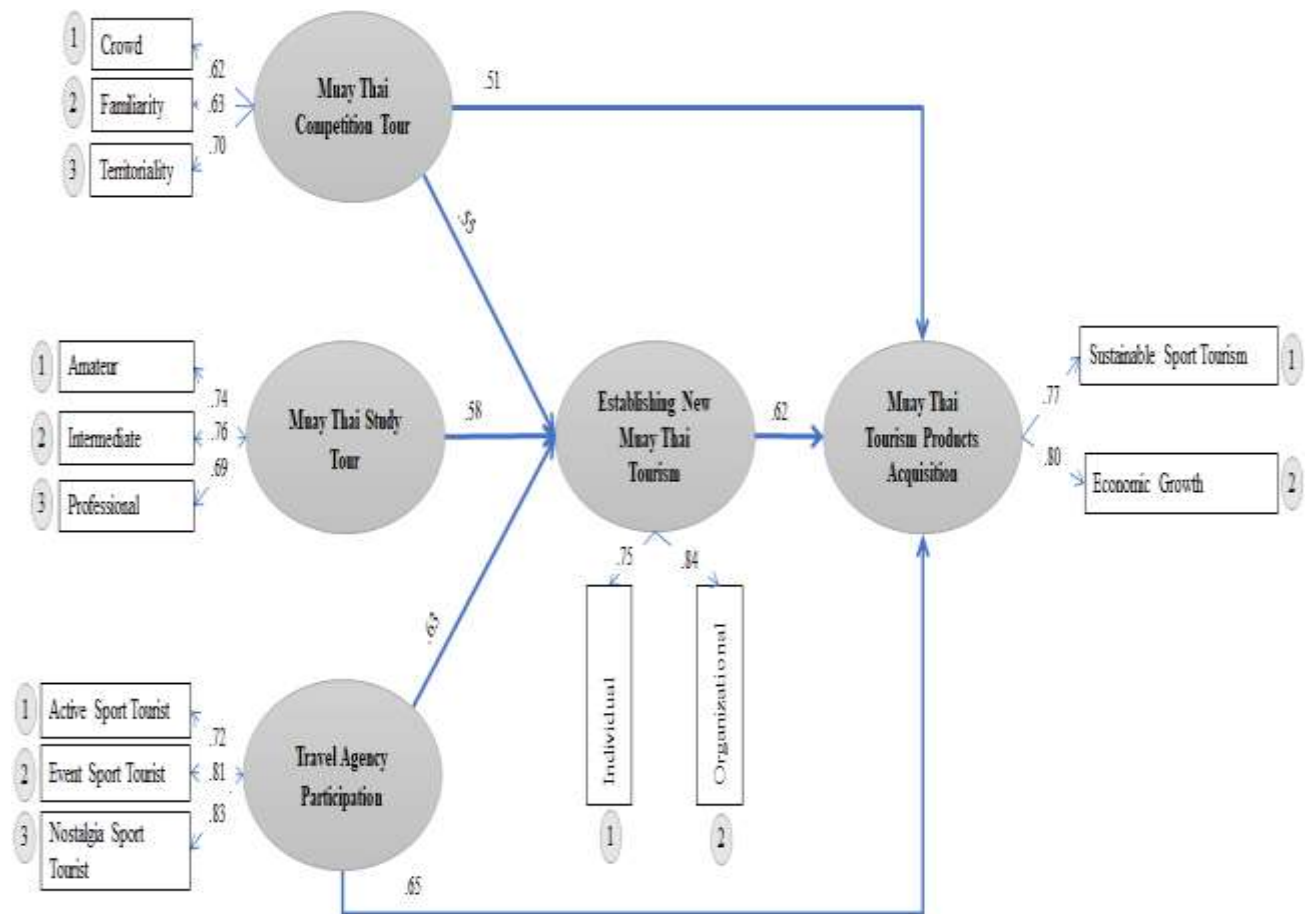 1
Crowd
.62
2
Familiarity
.63
3
Territoriality
.70
Muay Thai
Competition Tour
.51
.55
1
Amateur
.74
2
Intermediate
.76
3
Professional
.69
Muay Thai Study
Tour
.58
Establishing New
Muay Thai
Tourism
.62
Muay Thai
Tourism Products
Acquisition
.77
Sustainable Sport Tourism
1
.80
Economic Growth
2
.75
.84
Individual
Organizational
1
2
1
Active Sport Tourist
.72
2
Event Sport Tourist
.81
3
Nostalgia Sport
Tourist
.83
Travel Agency
Participation
.65